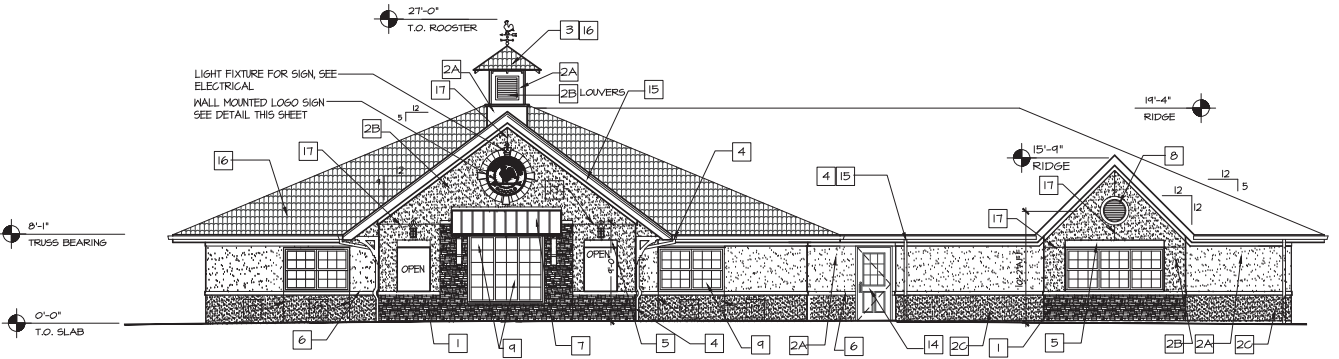 27'-0"
T.O. ROOSTER
3 16
2A
2A
LIGHT FIXTURE FOR SIGN, SEE
ELECTRICAL
17
2B LOUVERS
15
WALL MOUNTED LOGO SIGN
SEE DETAIL THIS SHEET
12
5
19'-4"
RIDGE
2B
17
16
4
15'-9"
RIDGE
8
4 15
17
12
5
12
12
17
8'-1"
TRUSS BEARING
OPEN
OPEN
0'-0"
T.O. SLAB
6
1
9
7
5
4
9
2A
6
14
2C
1
5
2B
2A
2C